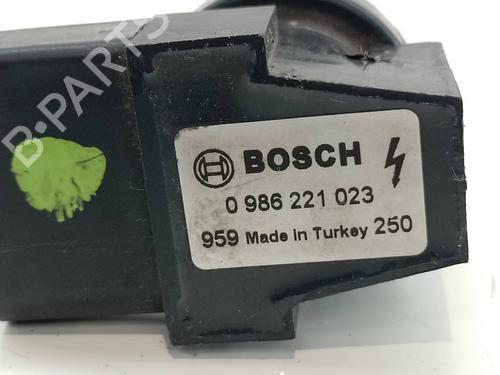 BOSCH
0 986 221 023
959 Made in Turkey 250
B-PARTS